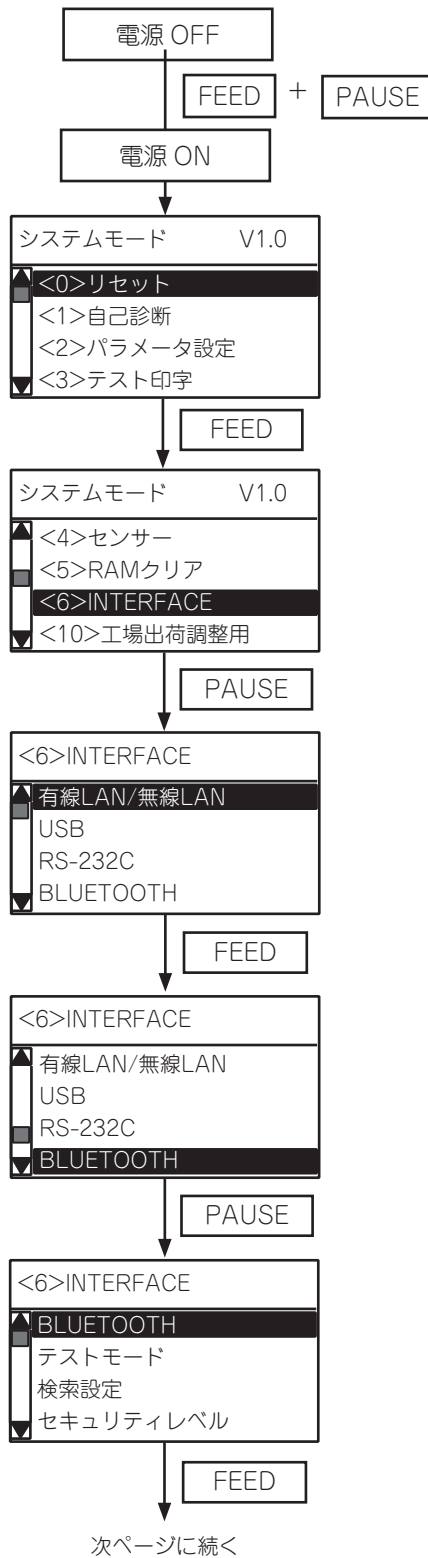 電源 OFF
FEED + PAUSE
電源 ON
システムモード V1.0
<0>リセット
<1>自己診断
<2>パラメータ設定
<3>テスト印字
FEED
システムモード V1.0
<4>センサー
<5>RAMクリア
<6>INTERFACE
<10>工場出荷調整用
PAUSE
<6>INTERFACE
有線LAN/無線LAN
USB
RS-232C
BLUETOOTH
FEED
<6>INTERFACE
有線LAN/無線LAN
USB
RS-232C
BLUETOOTH
PAUSE
<6>INTERFACE
BLUETOOTH
テストモード
検索設定
セキュリティレベル
FEED
次ページに続く